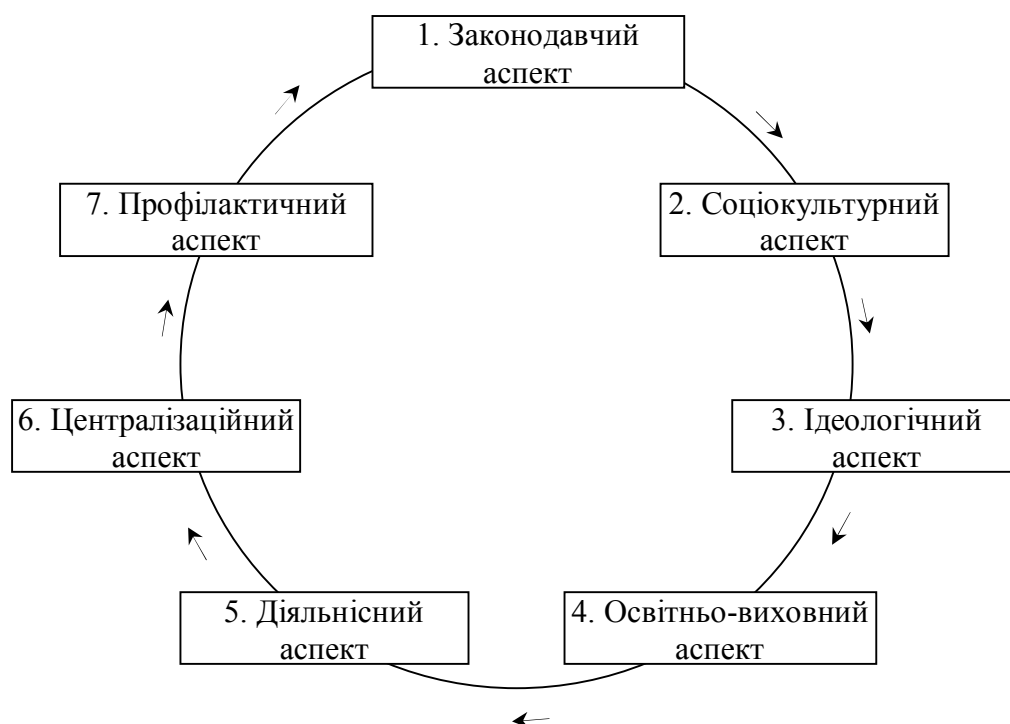 1. Законодавчий
аспект
2. Соціокультурний
аспект
3. Ідеологічний
аспект
4. Освітньо-виховний
аспект
5. Діяльнісний
аспект
6. Централізаційний
аспект
7. Профілактичний
аспект